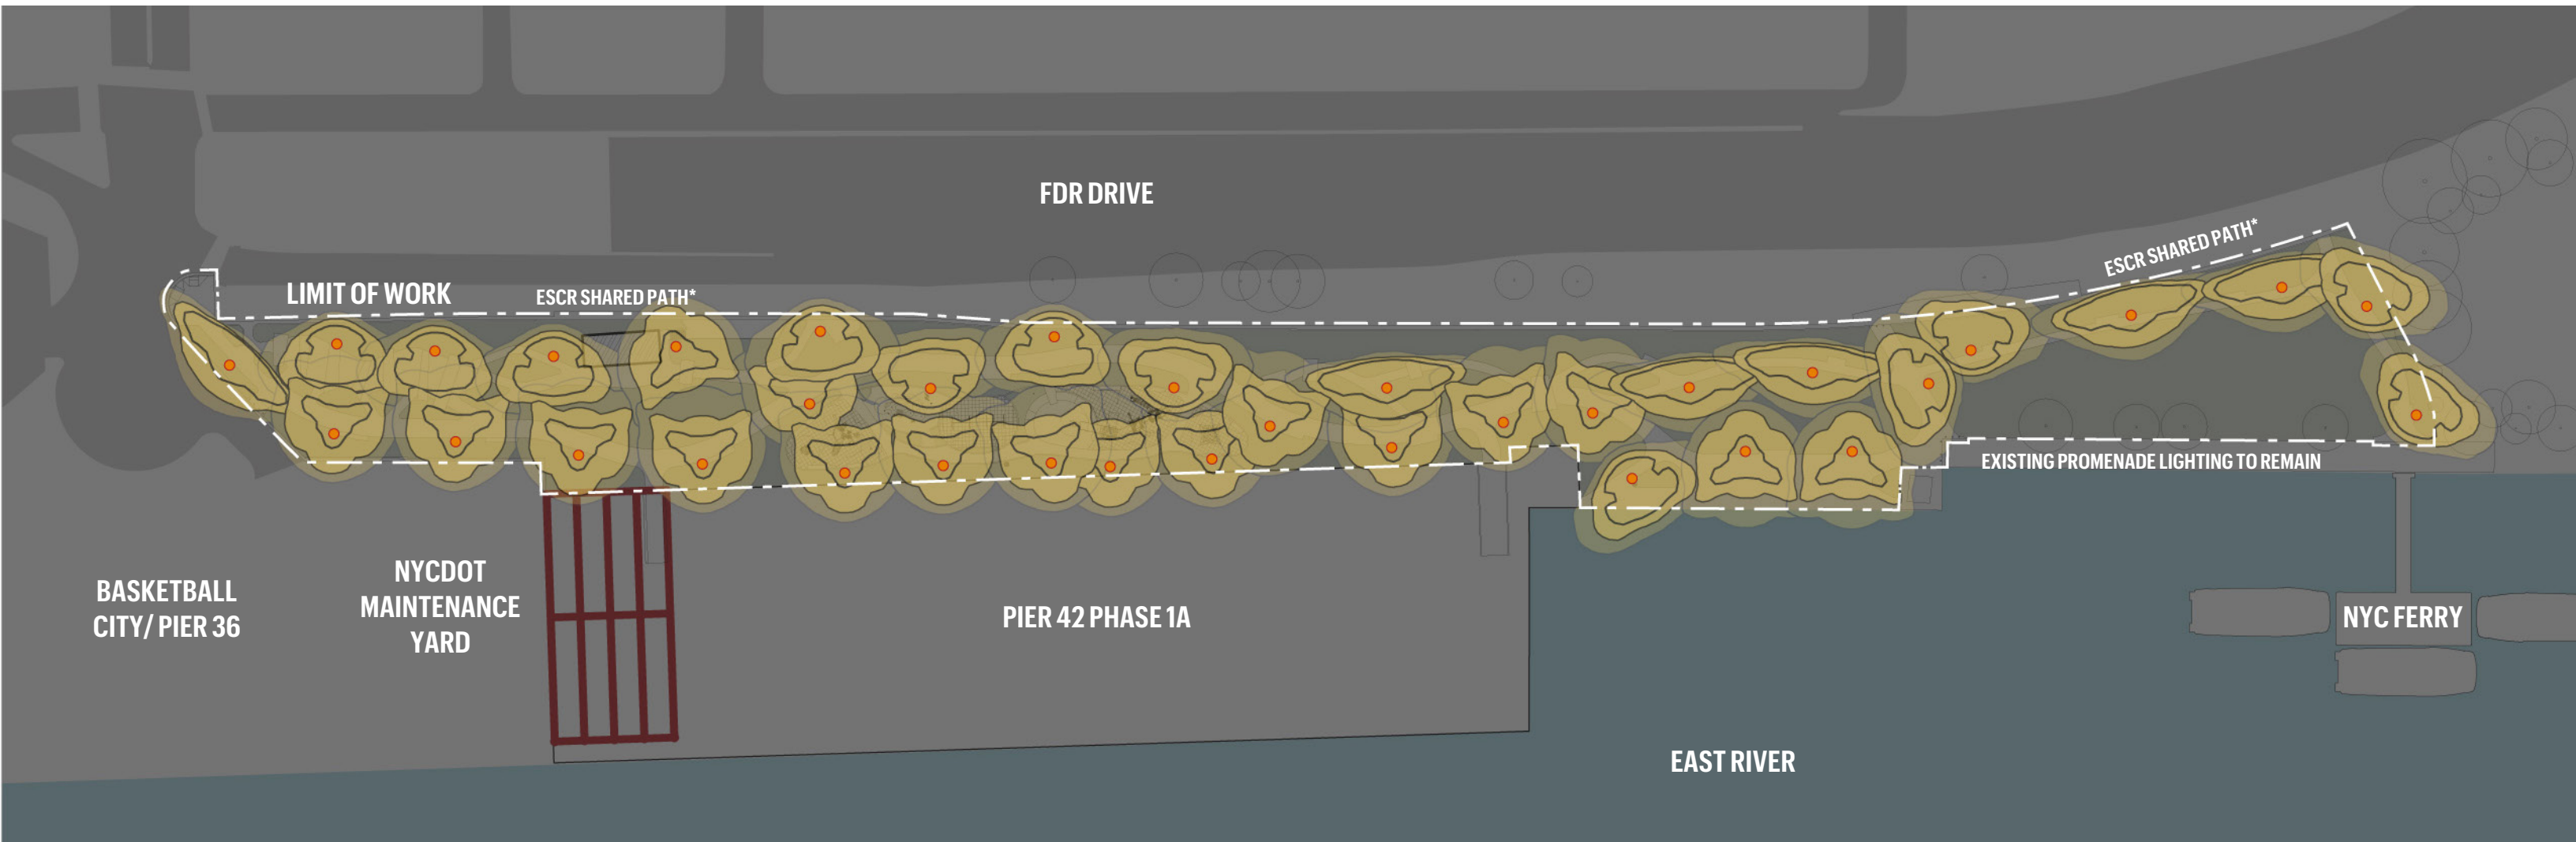 FDR DRIVE
ESCR SHARED PATH*
LIMIT OF WORK
ESCR SHARED PATH*
EXISTING PROMENADE LIGHTING TO REMAIN
BASKETBALL
CITY/ PIER 36
NYCDOT
MAINTENANCE
YARD
PIER 42 PHASE 1A
NYC FERRY
EAST RIVER